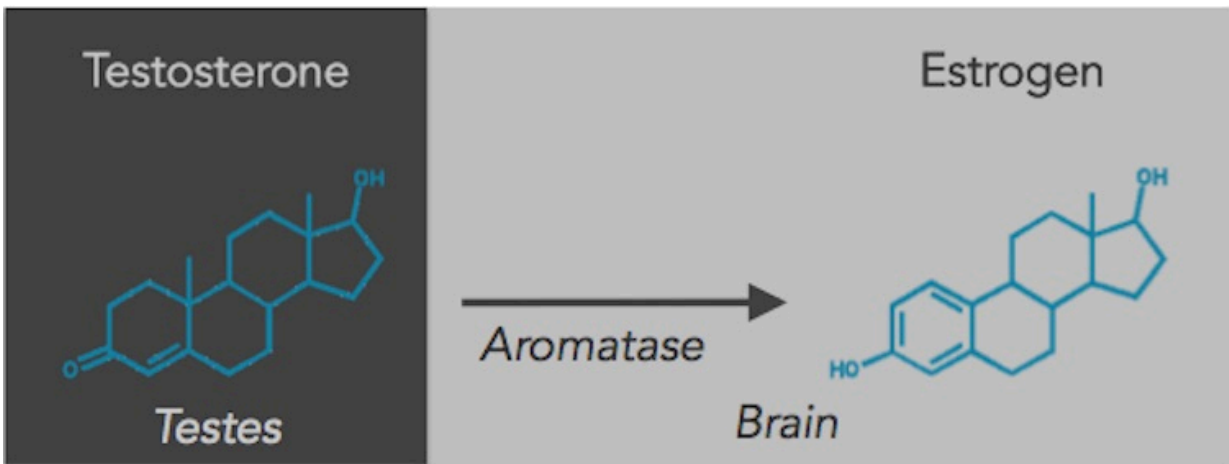 Testosterone
Estrogen
OH
OH
O
HO
Aromatase
Testes
Brain